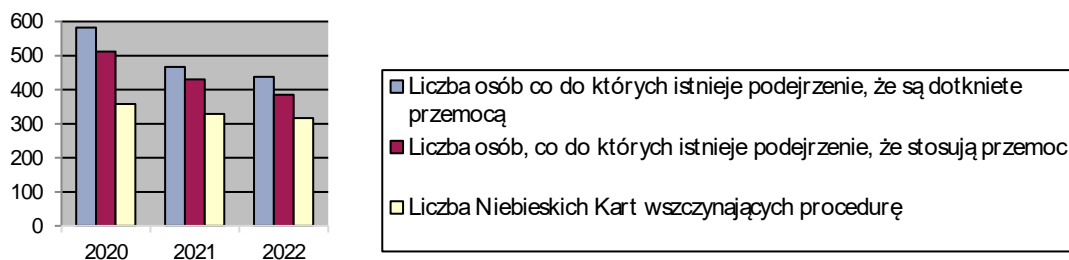 600
500
400
300
200
100
0
2020 2021 2022
Liczba osób co do których istnieje podejrzenie, że są dotkniete
przemocą
Liczba osób, co do których istnieje podejrzenie, że stosują przemoc
Liczba Niebieskich Kart wszczynających procedurę